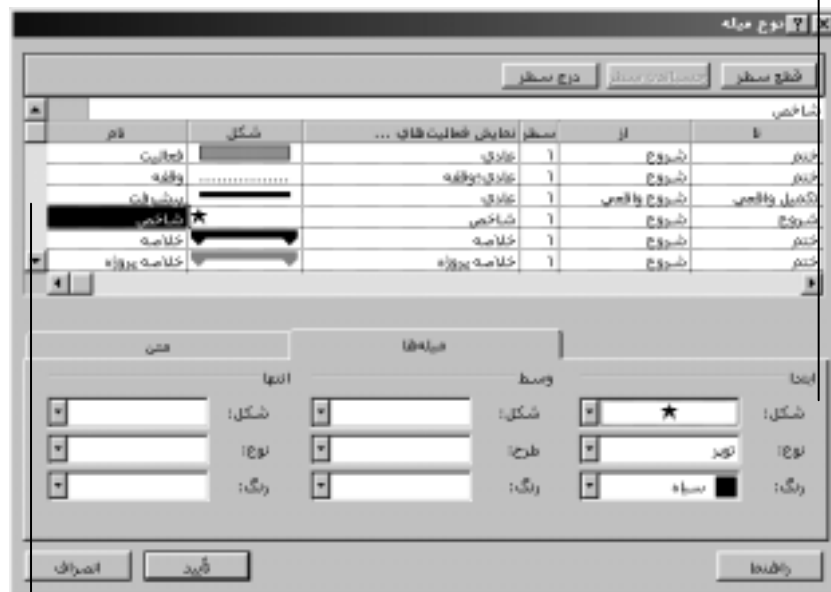 نوع میله
قطع سطر چسباندن سطر درج سطر
شاخص
تا از سطر نمایش فعالیت‌های ... شکل نام
ختم شروع ۱ عادی فعالیت
ختم شروع ۱ عادی؛وقفه وقفه
تکمیل واقعی شروع واقعی ۱ عادی پیشرفت
شروع شروع ۱ شاخص شاخص
ختم شروع ۱ خلاصه خلاصه
ختم شروع ۱ خلاصه پروژه خلاصه پروژه
میله‌ها متن
ابتدا وسط انتها
شکل: شکل: شکل:
نوع: توپر طرح: نوع:
رنگ: سیاه رنگ: رنگ:
راهنما تأیید انصراف